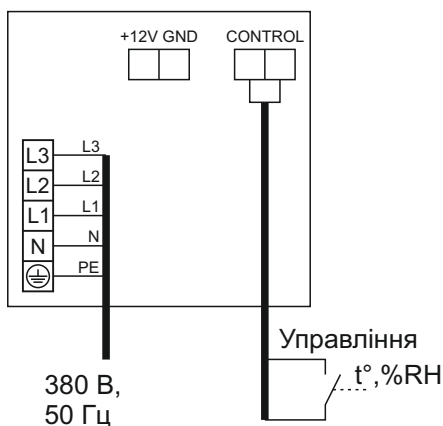 +12V GND CONTROL
L3 L3
L2 L2
L1 L1
N N
PE
Управління
t°,%RH
380 В,
50 Гц